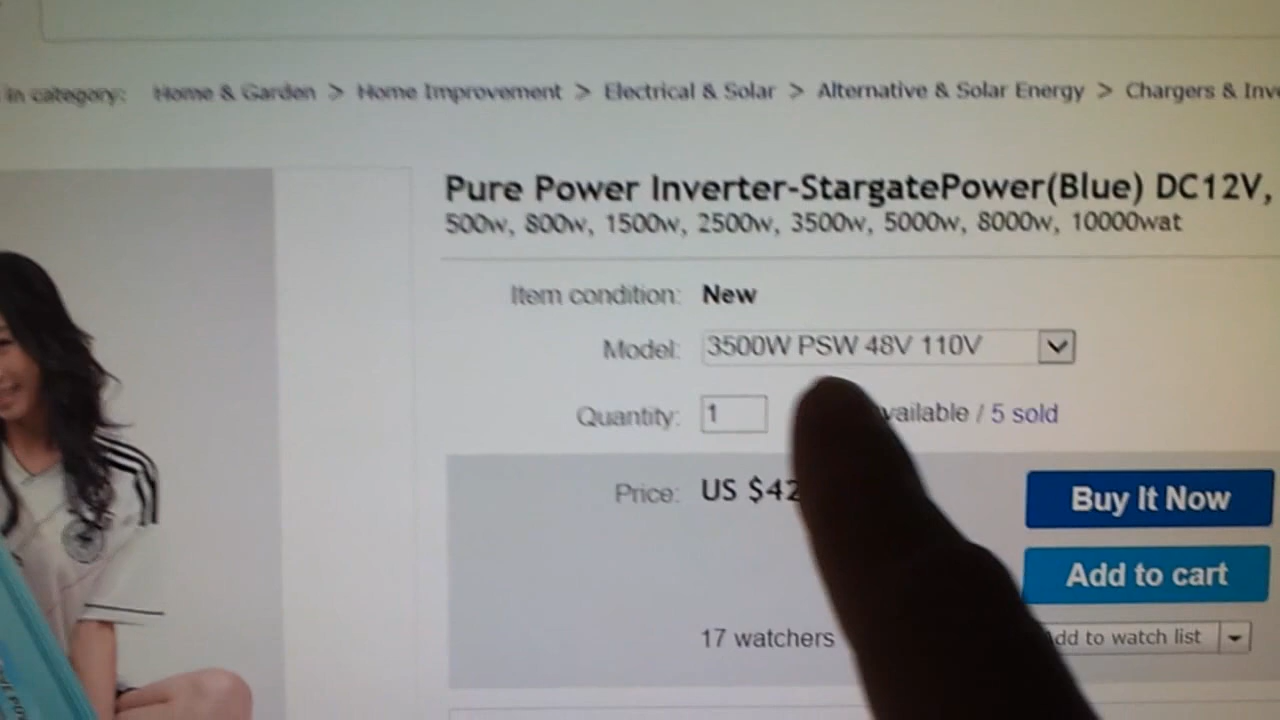 in category: Home & Garden > Home Improvement > Electrical & Solar > Alternative & Solar Energy > Chargers & Inve
Pure Power Inverter-StargatePower(Blue) DC12V,
500w, 800w, 1500w, 2500w, 3500w, 5000w, 8000w, 10000wat
Item condition: New
Model: 3500W PSW 48V 110V
Quantity: 1 vailable / 5 sold
Price: US $42
Buy It Now
Add to cart
17 watchers dd to watch list